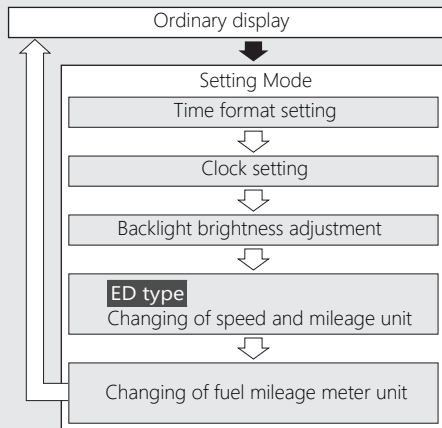 Ordinary display
Setting Mode
Time format setting
Clock setting
Backlight brightness adjustment
ED type
Changing of speed and mileage unit
Changing of fuel mileage meter unit